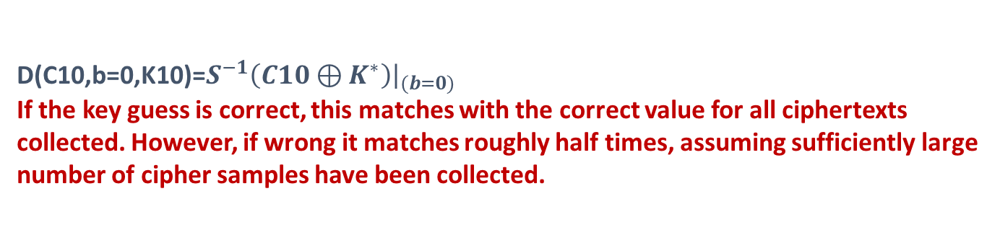 D(C10,b=0,K10)=S⁻¹(C10 ⊕ K*)|(b=0)
If the key guess is correct, this matches with the correct value for all ciphertexts
collected. However, if wrong it matches roughly half times, assuming sufficiently large
number of cipher samples have been collected.